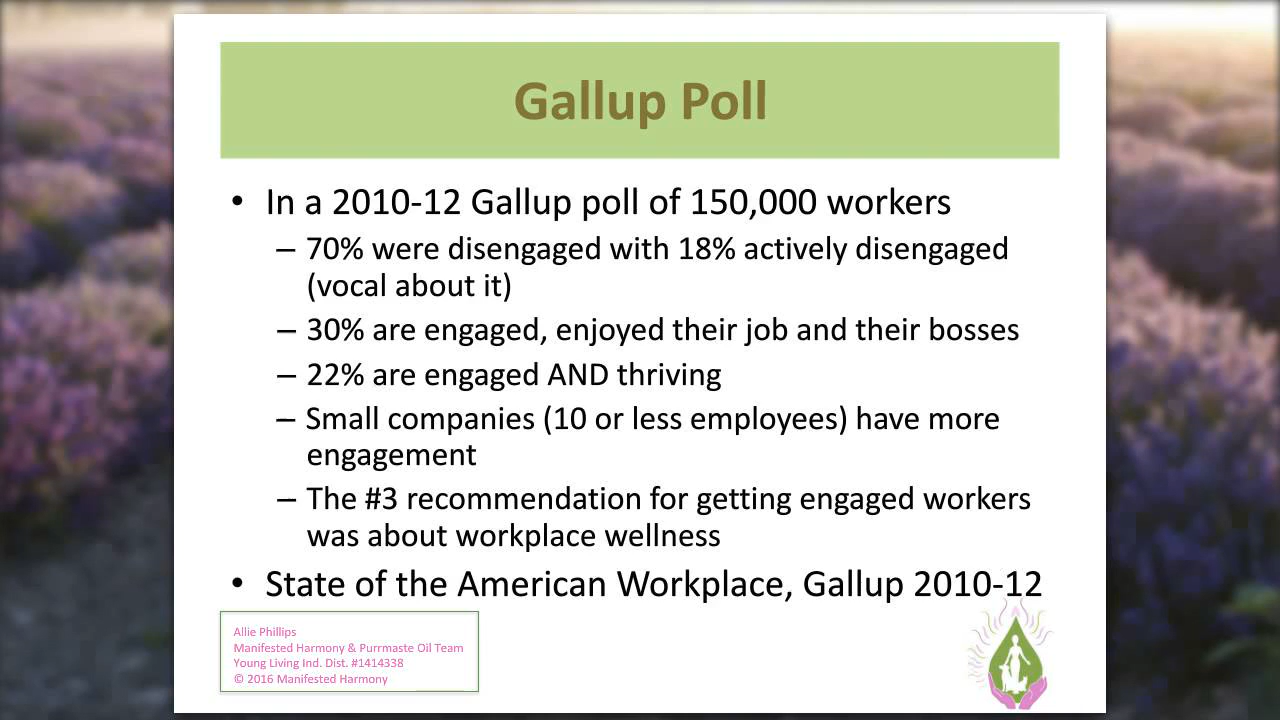 Gallup Poll
• In a 2010-12 Gallup poll of 150,000 workers
– 70% were disengaged with 18% actively disengaged
(vocal about it)
– 30% are engaged, enjoyed their job and their bosses
– 22% are engaged AND thriving
– Small companies (10 or less employees) have more
engagement
– The #3 recommendation for getting engaged workers
was about workplace wellness
• State of the American Workplace, Gallup 2010-12
Allie Phillips
Manifested Harmony & Purrmaste Oil Team
Young Living Ind. Dist. #1414338
© 2016 Manifested Harmony